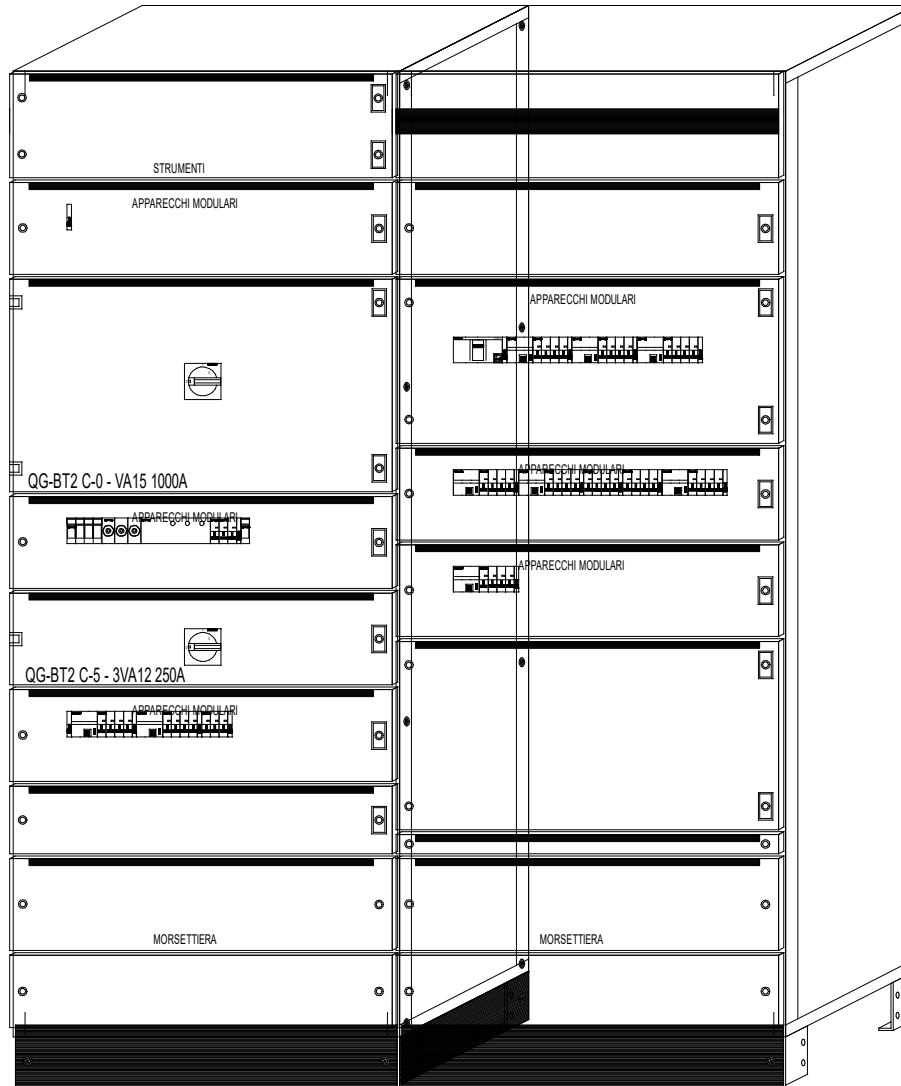 STRUMENTI
APPARECCHI MODULARI
QG-BT2 C-0 - VA15 1000A
APPARECCHI MODULARI
QG-BT2 C-5 - 3VA12 250A
APPARECCHI MODULARI
MORSETTIERA
APPARECCHI MODULARI
APPARECCHI MODULARI
APPARECCHI MODULARI
MORSETTIERA